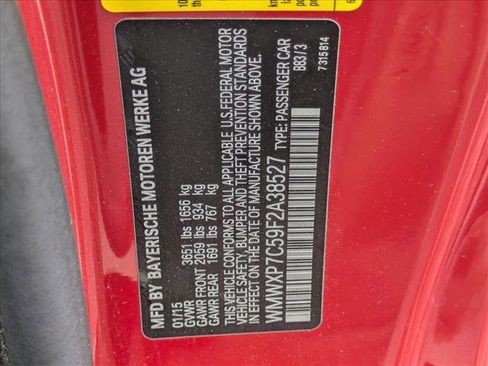 MFD BY BAYERISCHE MOTOREN WERKE AG
01/15
GVWR 3651 lbs 1656 kg
GAWR FRONT 2059 lbs 934 kg
GAWR REAR 1691 lbs 767 kg
THIS VEHICLE CONFORMS TO ALL APPLICABLE U.S. FEDERAL MOTOR
VEHICLE SAFETY, BUMPER AND THEFT PREVENTION STANDARDS
IN EFFECT ON THE DATE OF MANUFACTURE SHOWN ABOVE.
WMWXP7C59F2A38527 TYPE: PASSENGER CAR
B83/3
7315814